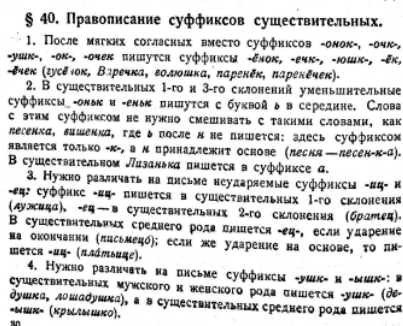 § 40. Правописание суффиксов существительных.
1. После мягких согласных вместо суффиксов -онок-, -очк-,
-ушк-, -ок-, -очек пишутся суффиксы -ёнок, -ечк-, -юшк-, -ёк,
-ёчек (гусёнок, Варечка, волюшка, паренёк, паренёчек).
2. В существительных 1-го и 3-го склонений уменьшительные
суффиксы -оньк и -еньк пишутся с буквой ь в середине. Слова
с этим суффиксом не нужно смешивать с такими словами, как
песенка, вишенка, где ь после н не пишется: здесь суффиксом
является только -к-, а н принадлежит основе (песня—песен-к-а).
В существительном Лизанька пишется в суффиксе а.
3. Нужно различать на письме неударяемые суффиксы -иц- и
-ец: суффикс -иц- пишется в существительных 1-го склонения
(лужица), -ец — в существительных 2-го склонения (братец).
В существительных среднего рода пишется -ец-, если ударение
на окончании (письмецо́); если же ударение на основе, то пи-
шется -иц- (пла́тьице).
4. Нужно различать на письме суффиксы -ушк- и -ышк-: в
существительных мужского и женского рода пишется -ушк- (де-
душка, лошадушка), а в существительных среднего рода пишется
-ышк- (крылышко).